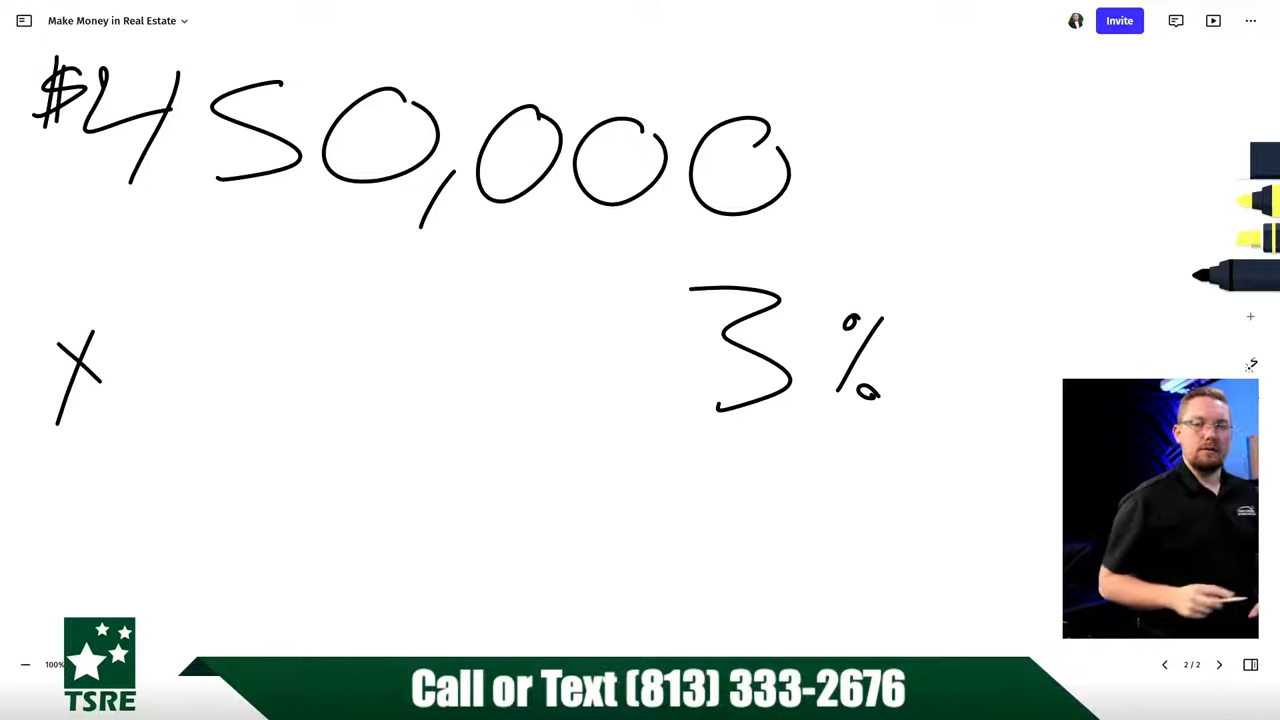 Make Money in Real Estate
Invite
$450,000
x 3%
100%
2/2
TSRE
Call or Text (813) 333-2676